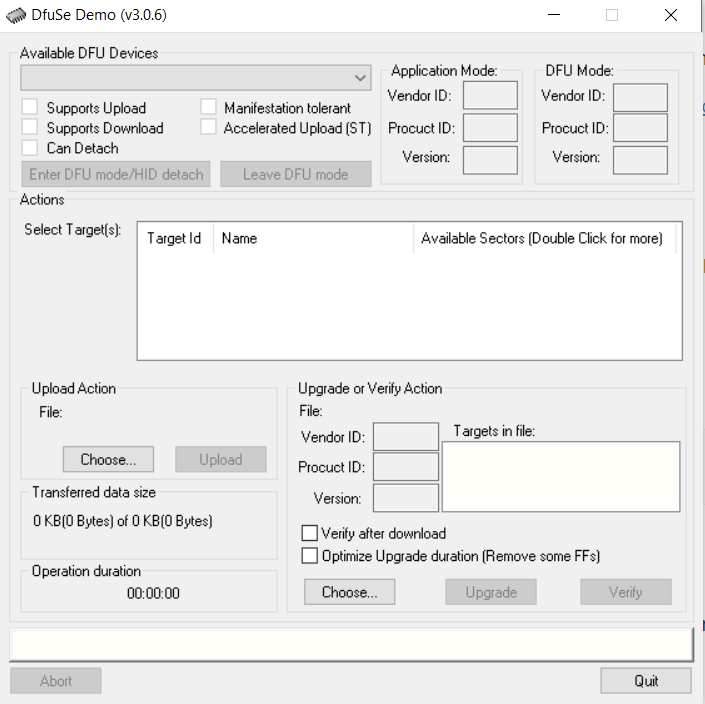 DfuSe Demo (v3.0.6)
Available DFU Devices
Supports Upload
Manifestation tolerant
Supports Download
Accelerated Upload (ST)
Can Detach
Enter DFU mode/HID detach
Leave DFU mode
Application Mode:
Vendor ID:
Procuct ID:
Version:
DFU Mode:
Vendor ID:
Procuct ID:
Version:
Actions
Select Target(s):
Target Id
Name
Available Sectors (Double Click for more)
Upload Action
File:
Choose...
Upload
Transferred data size
0 KB(0 Bytes) of 0 KB(0 Bytes)
Operation duration
00:00:00
Upgrade or Verify Action
File:
Vendor ID:
Procuct ID:
Version:
Targets in file:
Verify after download
Optimize Upgrade duration (Remove some FFs)
Choose...
Upgrade
Verify
Abort
Quit